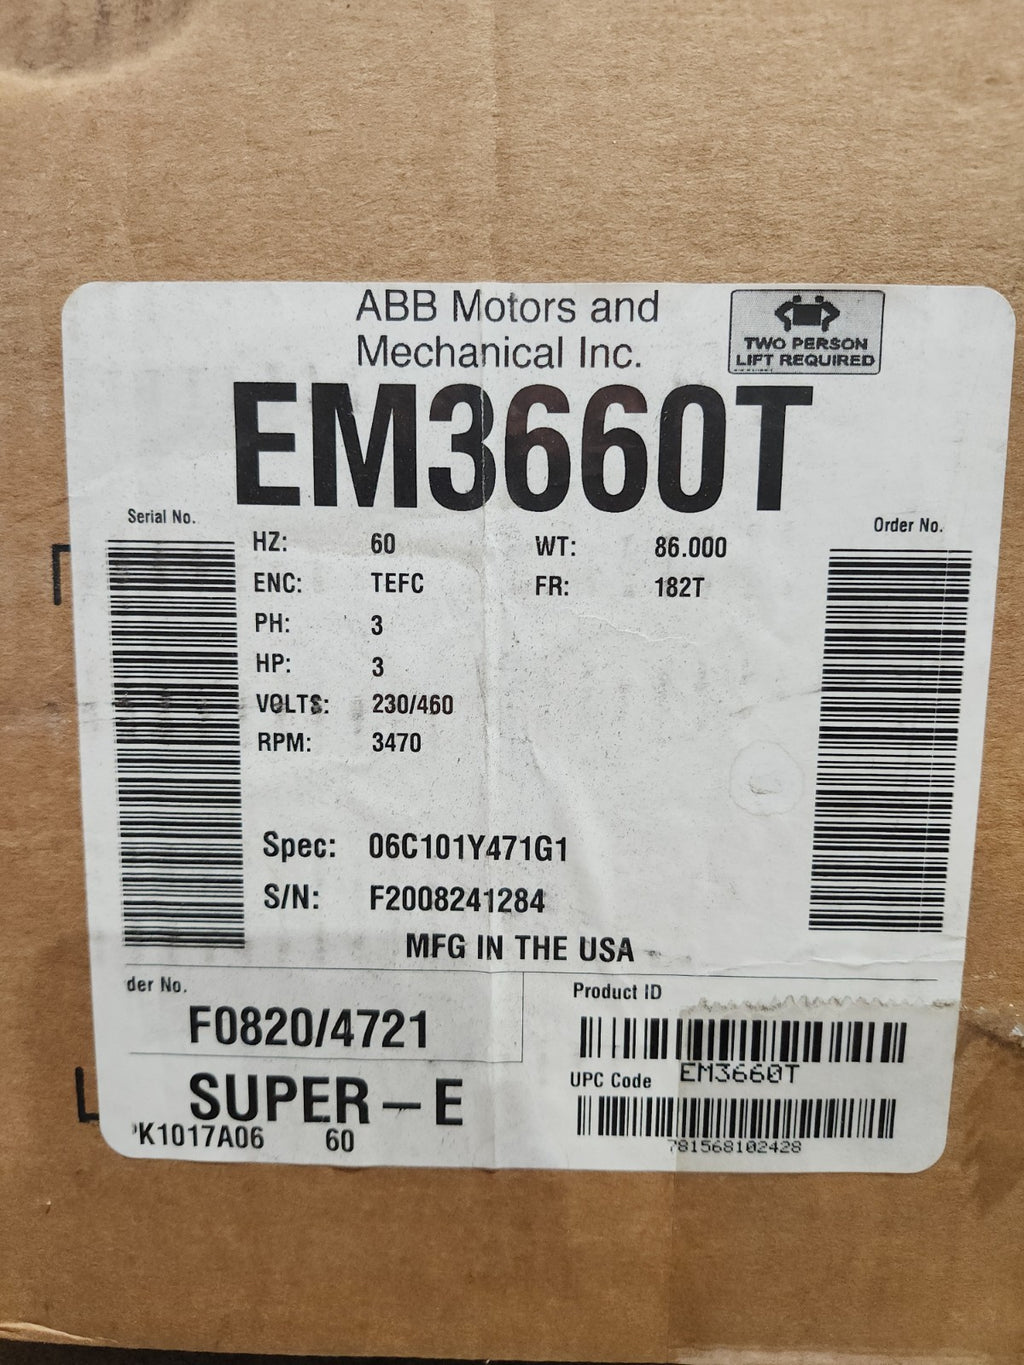 ABB Motors and
Mechanical Inc.
TWO PERSON
LIFT REQUIRED
EM3660T
Serial No.
Order No.
HZ: 60 WT: 86.000
ENC: TEFC FR: 182T
PH: 3
HP: 3
VOLTS: 230/460
RPM: 3470
Spec: 06C101Y471G1
S/N: F2008241284
MFG IN THE USA
der No.
F0820/4721
Product ID
EM3660T
UPC Code
781568102428
SUPER – E
PK1017A06 60